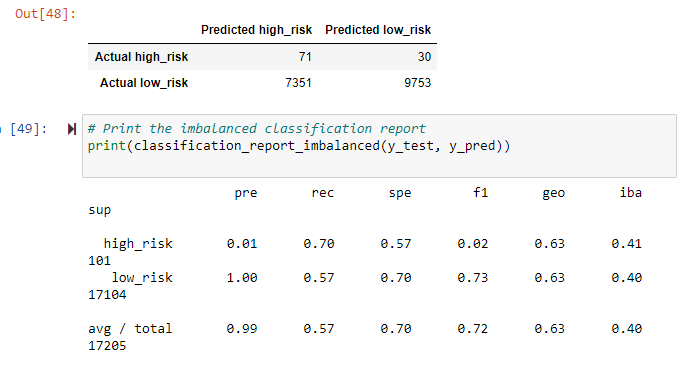 Out[48]:
Predicted high_risk Predicted low_risk
Actual high_risk 71 30
Actual low_risk 7351 9753
[49]: # Print the imbalanced classification report
print(classification_report_imbalanced(y_test, y_pred))
pre rec spe f1 geo iba
sup
high_risk 0.01 0.70 0.57 0.02 0.63 0.41
101
low_risk 1.00 0.57 0.70 0.73 0.63 0.40
17104
avg / total 0.99 0.57 0.70 0.72 0.63 0.40
17205